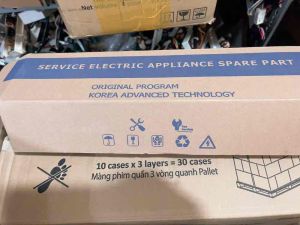 Net
SERVICE ELECTRIC APPLIANCE SPARE PART
ORIGINAL PROGRAM
KOREA ADVANCED TECHNOLOGY
10 cases x 3 layers = 30 cases
Màng phim quấn 3 vòng quanh Pallet